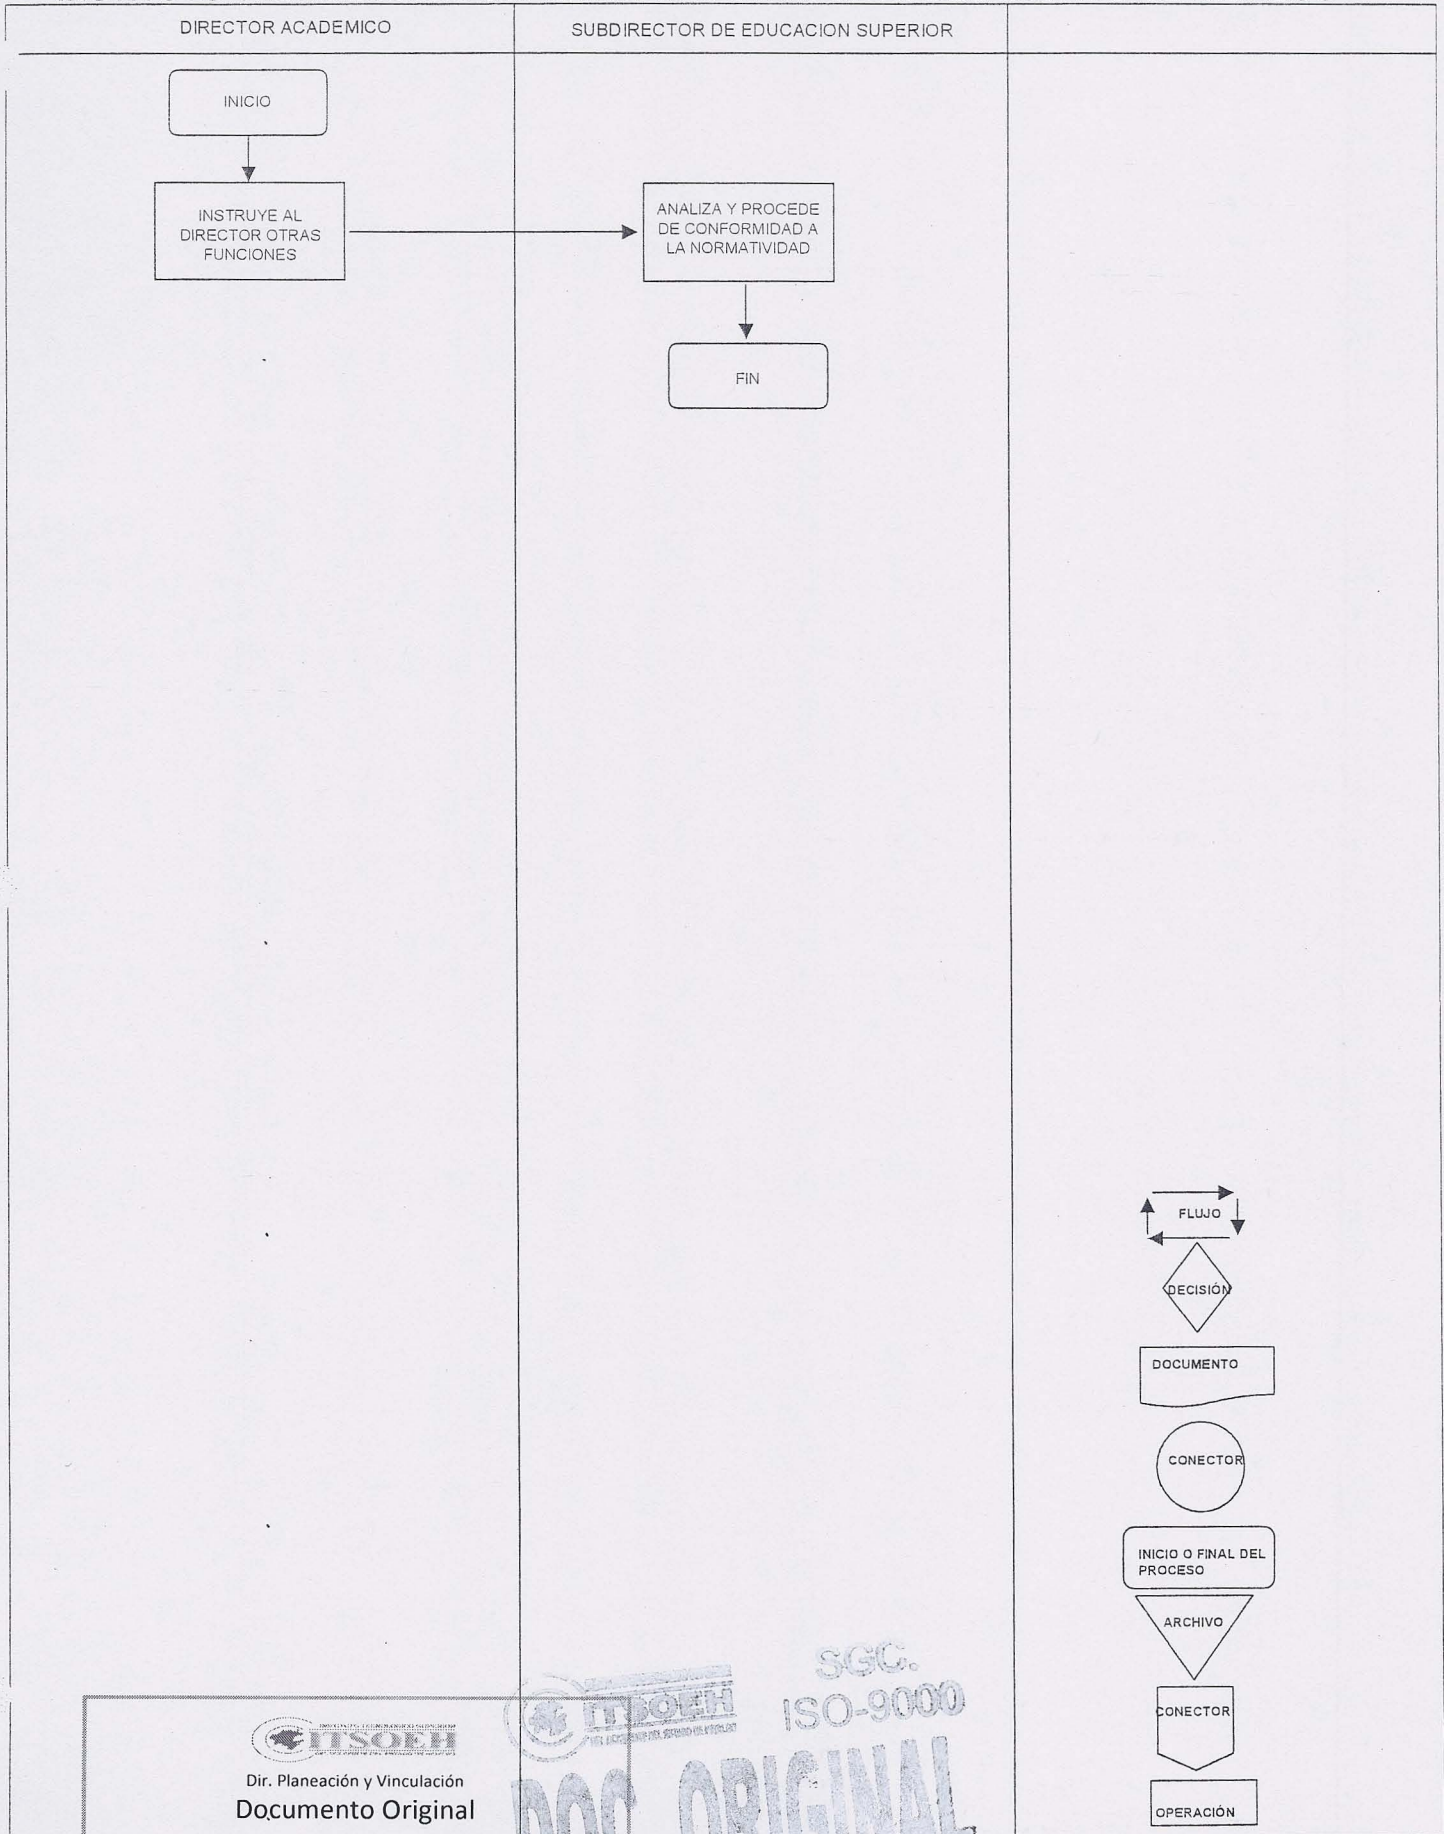 DIRECTOR ACADEMICO
SUBDIRECTOR DE EDUCACION SUPERIOR
INICIO
INSTRUYE AL
DIRECTOR OTRAS
FUNCIONES
ANALIZA Y PROCEDE
DE CONFORMIDAD A
LA NORMATIVIDAD
FIN
FLUJO
DECISIÓN
DOCUMENTO
CONECTOR
INICIO O FINAL DEL
PROCESO
ARCHIVO
CONECTOR
OPERACIÓN
ITSOEH
SGC.
ISO-9000
DOC. ORIGINAL
ITSOEH
Dir. Planeación y Vinculación
Documento Original